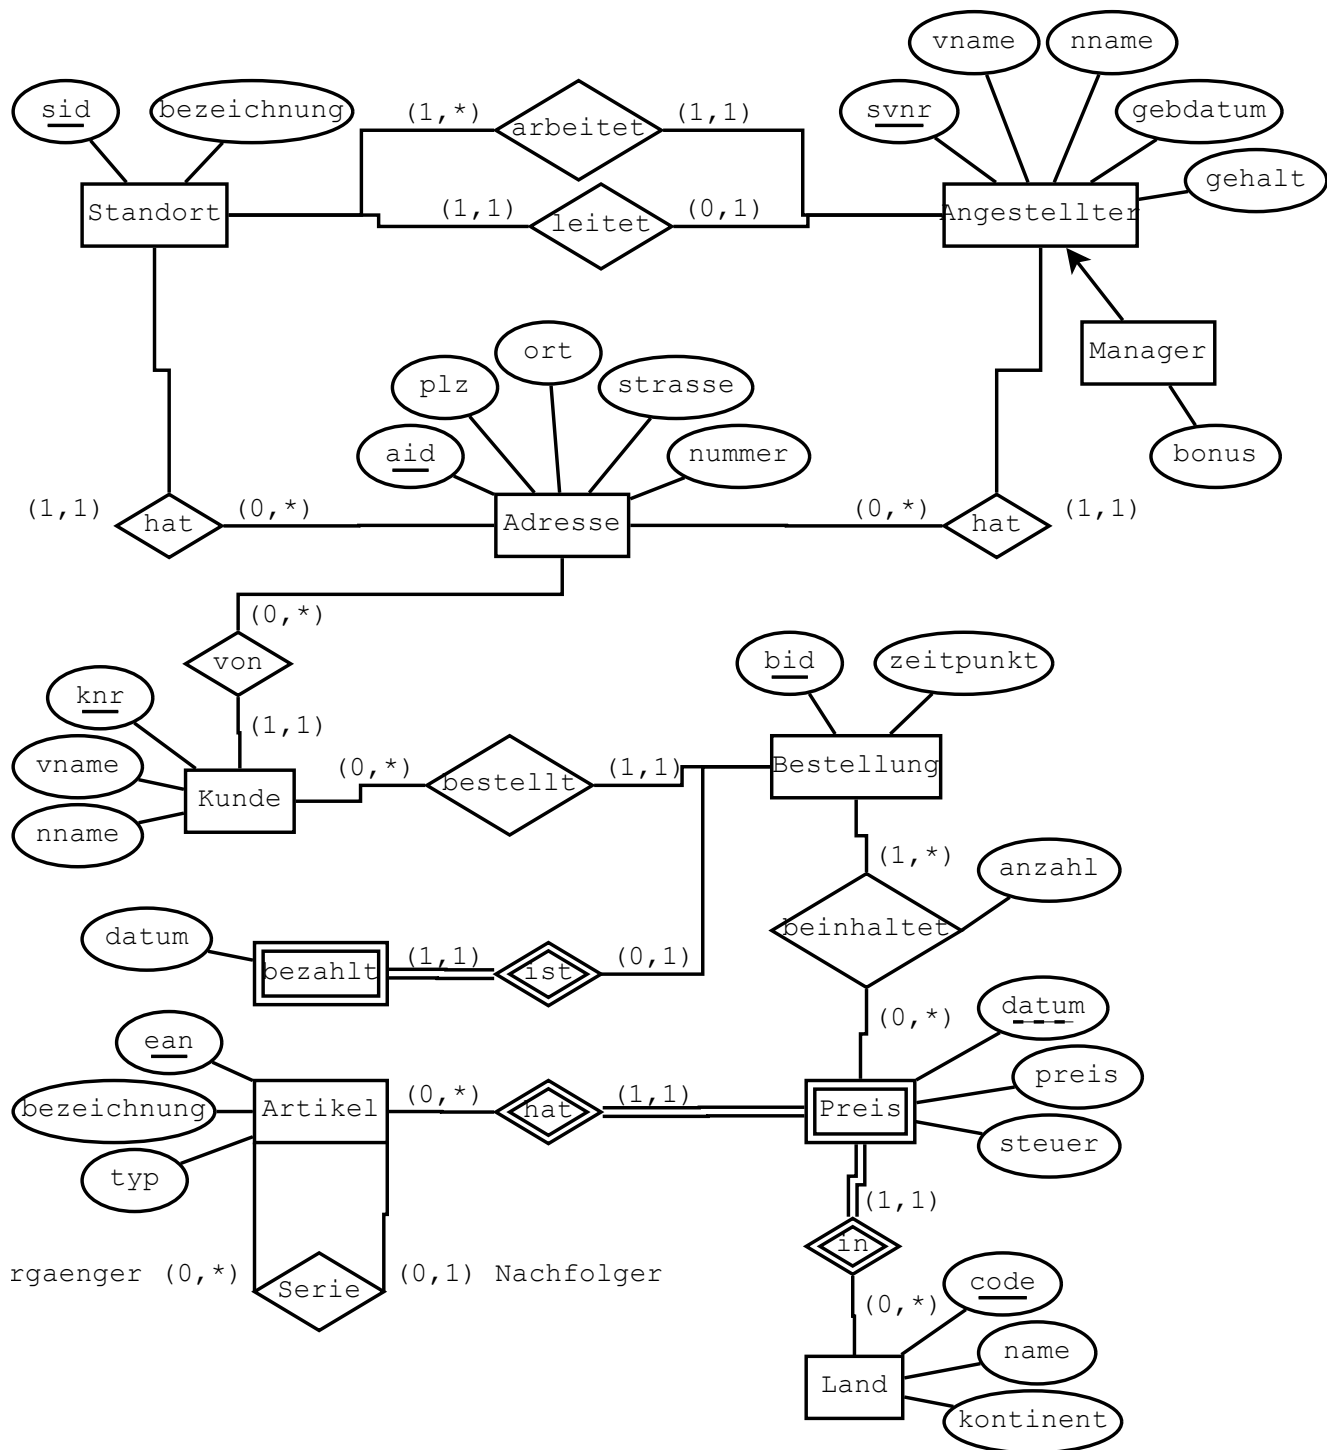 vname
nname
sid
bezeichnung
(1,*)
arbeitet
(1,1)
svnr
gebdatum
gehalt
Standort
(1,1)
leitet
(0,1)
Angestellter
Manager
ort
plz
strasse
aid
nummer
bonus
(1,1)
hat
(0,*)
Adresse
(0,*)
hat
(1,1)
(0,*)
von
bid
zeitpunkt
knr
(1,1)
vname
(0,*)
bestellt
(1,1)
Bestellung
Kunde
nname
(1,*)
anzahl
beinhaltet
datum
bezahlt
(1,1)
ist
(0,1)
(0,*)
datum
ean
preis
bezeichnung
Artikel
(0,*)
hat
(1,1)
Preis
steuer
typ
(1,1)
in
rgaenger (0,*)
Serie
(0,1) Nachfolger
code
(0,*)
name
Land
kontinent